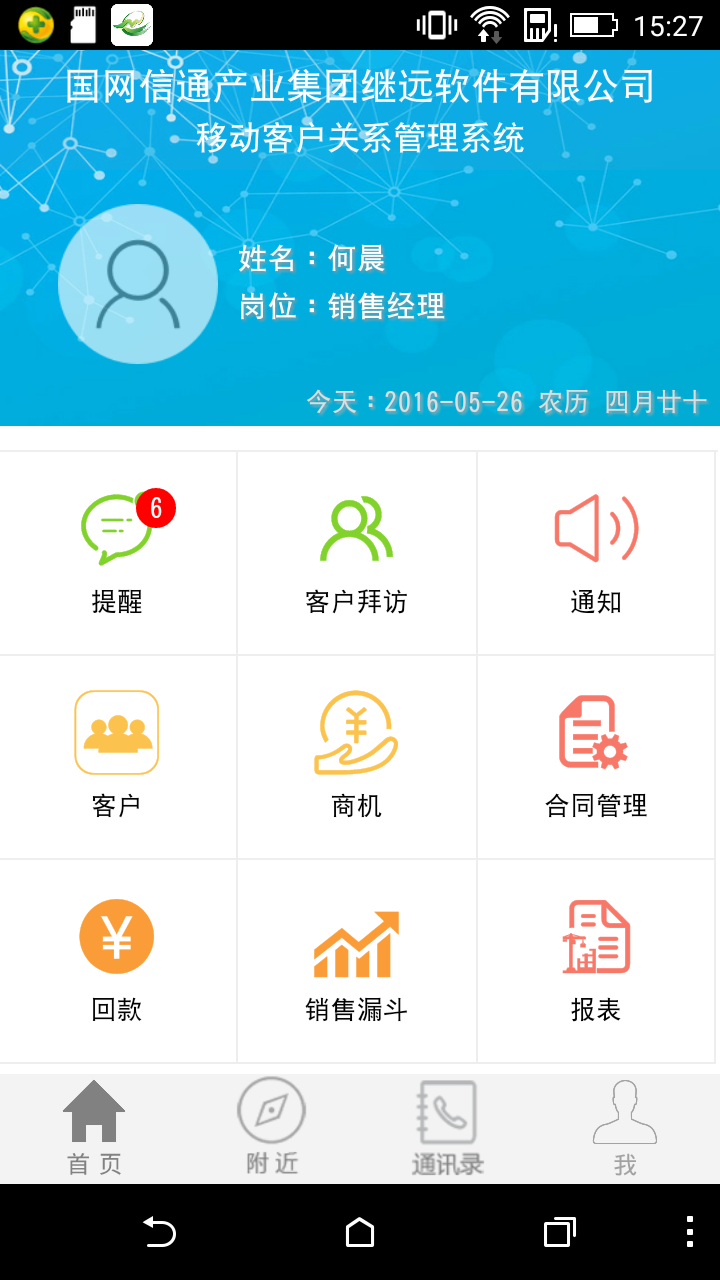 15:27
国网信通产业集团继远软件有限公司
移动客户关系管理系统
姓名：何晨
岗位：销售经理
今天：2016-05-26 农历 四月廿十
6
提醒 客户拜访 通知
客户 商机 合同管理
回款 销售漏斗 报表
首 页 附 近 通讯录 我